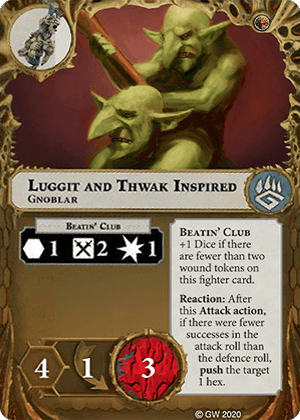 Luggit and Thwak Inspired
Gnoblar
Beatin' Club
1 2 1
Beatin' Club
+1 Dice if there
are fewer than two
wound tokens on
this fighter card.
Reaction: After
this Attack action,
if there were fewer
successes in the
attack roll than
the defence roll,
push the target
1 hex.
4 1 3
© GW 2020